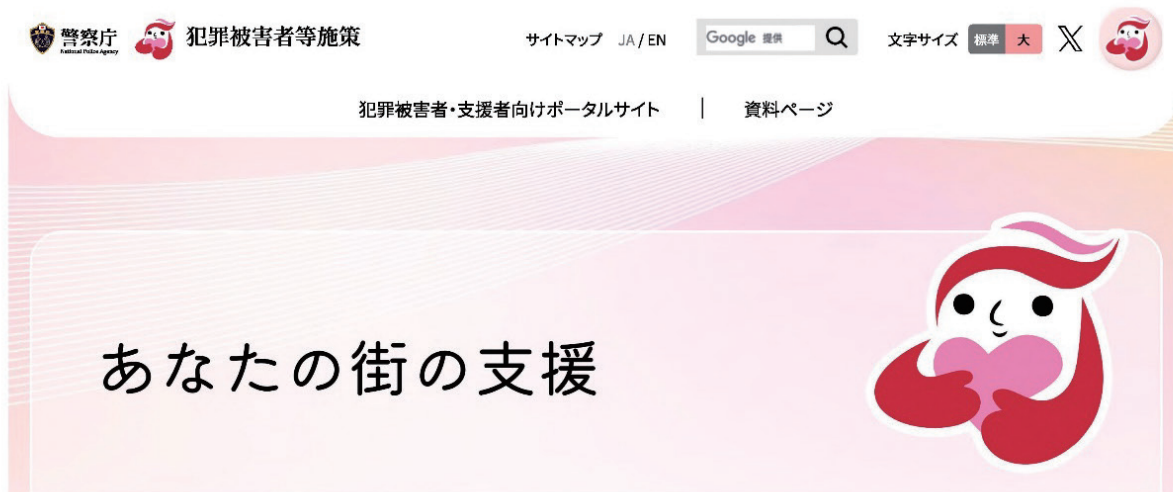 警察庁
National Police Agency
犯罪被害者等施策
サイトマップ JA / EN
Google 提供
文字サイズ 標準 大 X
犯罪被害者・支援者向けポータルサイト | 資料ページ
あなたの街の支援